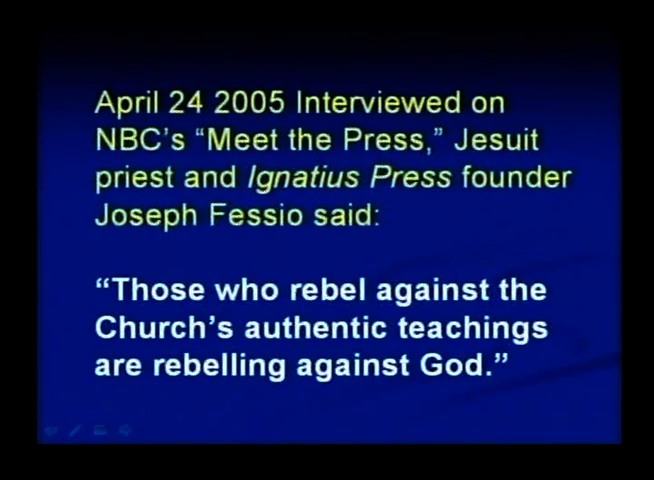 April 24 2005 Interviewed on
NBC's “Meet the Press,” Jesuit
priest and Ignatius Press founder
Joseph Fessio said:
“Those who rebel against the
Church's authentic teachings
are rebelling against God.”